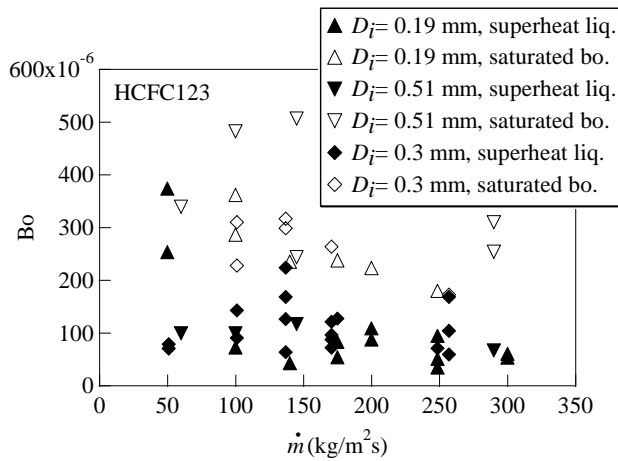 ▲ Di= 0.19 mm, superheat liq.
△ Di= 0.19 mm, saturated bo.
▼ Di= 0.51 mm, superheat liq.
▽ Di= 0.51 mm, saturated bo.
◆ Di= 0.3 mm, superheat liq.
◇ Di= 0.3 mm, saturated bo.
600x10⁻⁶
HCFC123
500
400
300
200
100
0
Bo
0 50 100 150 200 250 300 350
ṁ (kg/m²s)